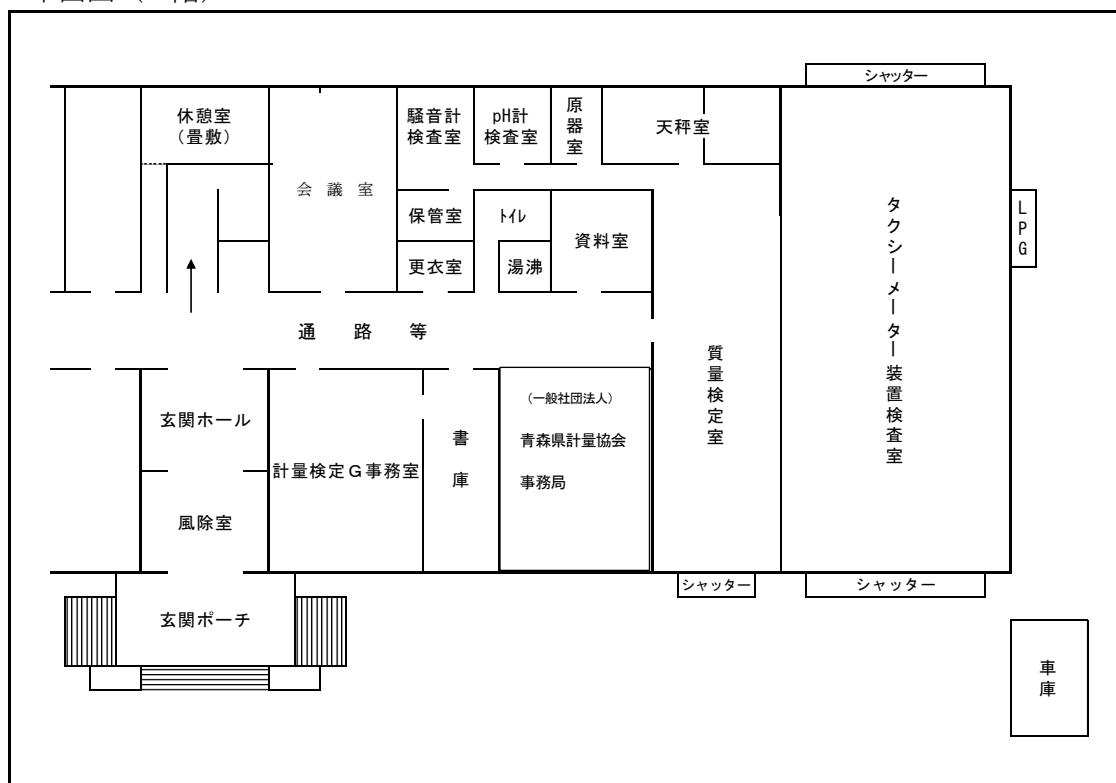 シャッター
休憩室
（畳敷）
騒音計
検査室
pH計
検査室
原器室
天秤室
会 議 室
保管室
ﾄｲﾚ
資料室
更衣室
湯沸
タクシーメーター装置検査室
LPG
通 路 等
質量検定室
玄関ホール
計量検定Ｇ事務室
書庫
（一般社団法人）
青森県計量協会
事務局
風除室
シャッター
シャッター
玄関ポーチ
車庫